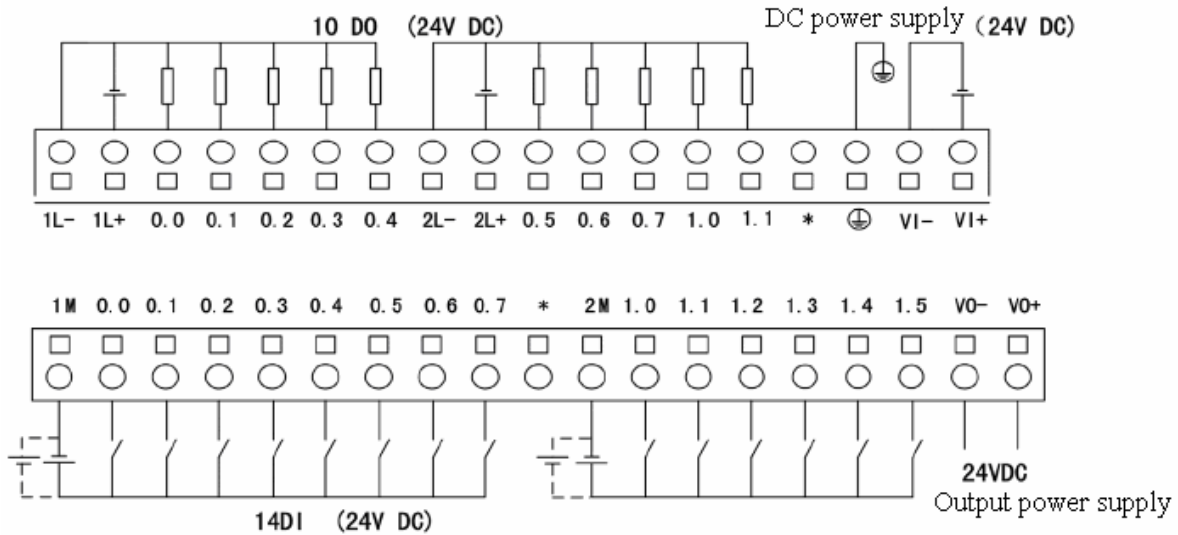 10 DO (24V DC) DC power supply (24V DC)
1L- 1L+ 0.0 0.1 0.2 0.3 0.4 2L- 2L+ 0.5 0.6 0.7 1.0 1.1 * VI- VI+
1M 0.0 0.1 0.2 0.3 0.4 0.5 0.6 0.7 * 2M 1.0 1.1 1.2 1.3 1.4 1.5 VO- VO+
24VDC
Output power supply
14DI (24V DC)